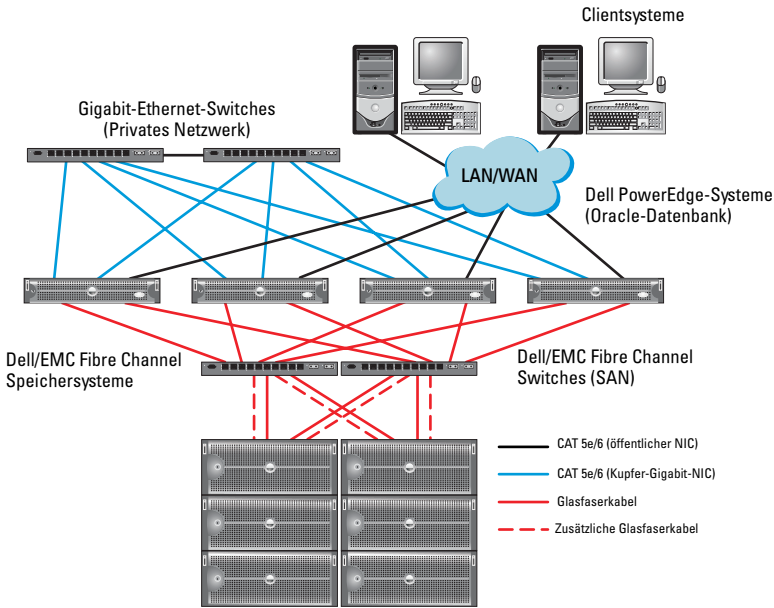 Clientsysteme
Gigabit-Ethernet-Switches
(Privates Netzwerk)
LAN/WAN
Dell PowerEdge-Systeme
(Oracle-Datenbank)
Dell/EMC Fibre Channel
Speichersysteme
Dell/EMC Fibre Channel
Switches (SAN)
CAT 5e/6 (öffentlicher NIC)
CAT 5e/6 (Kupfer-Gigabit-NIC)
Glasfaserkabel
Zusätzliche Glasfaserkabel